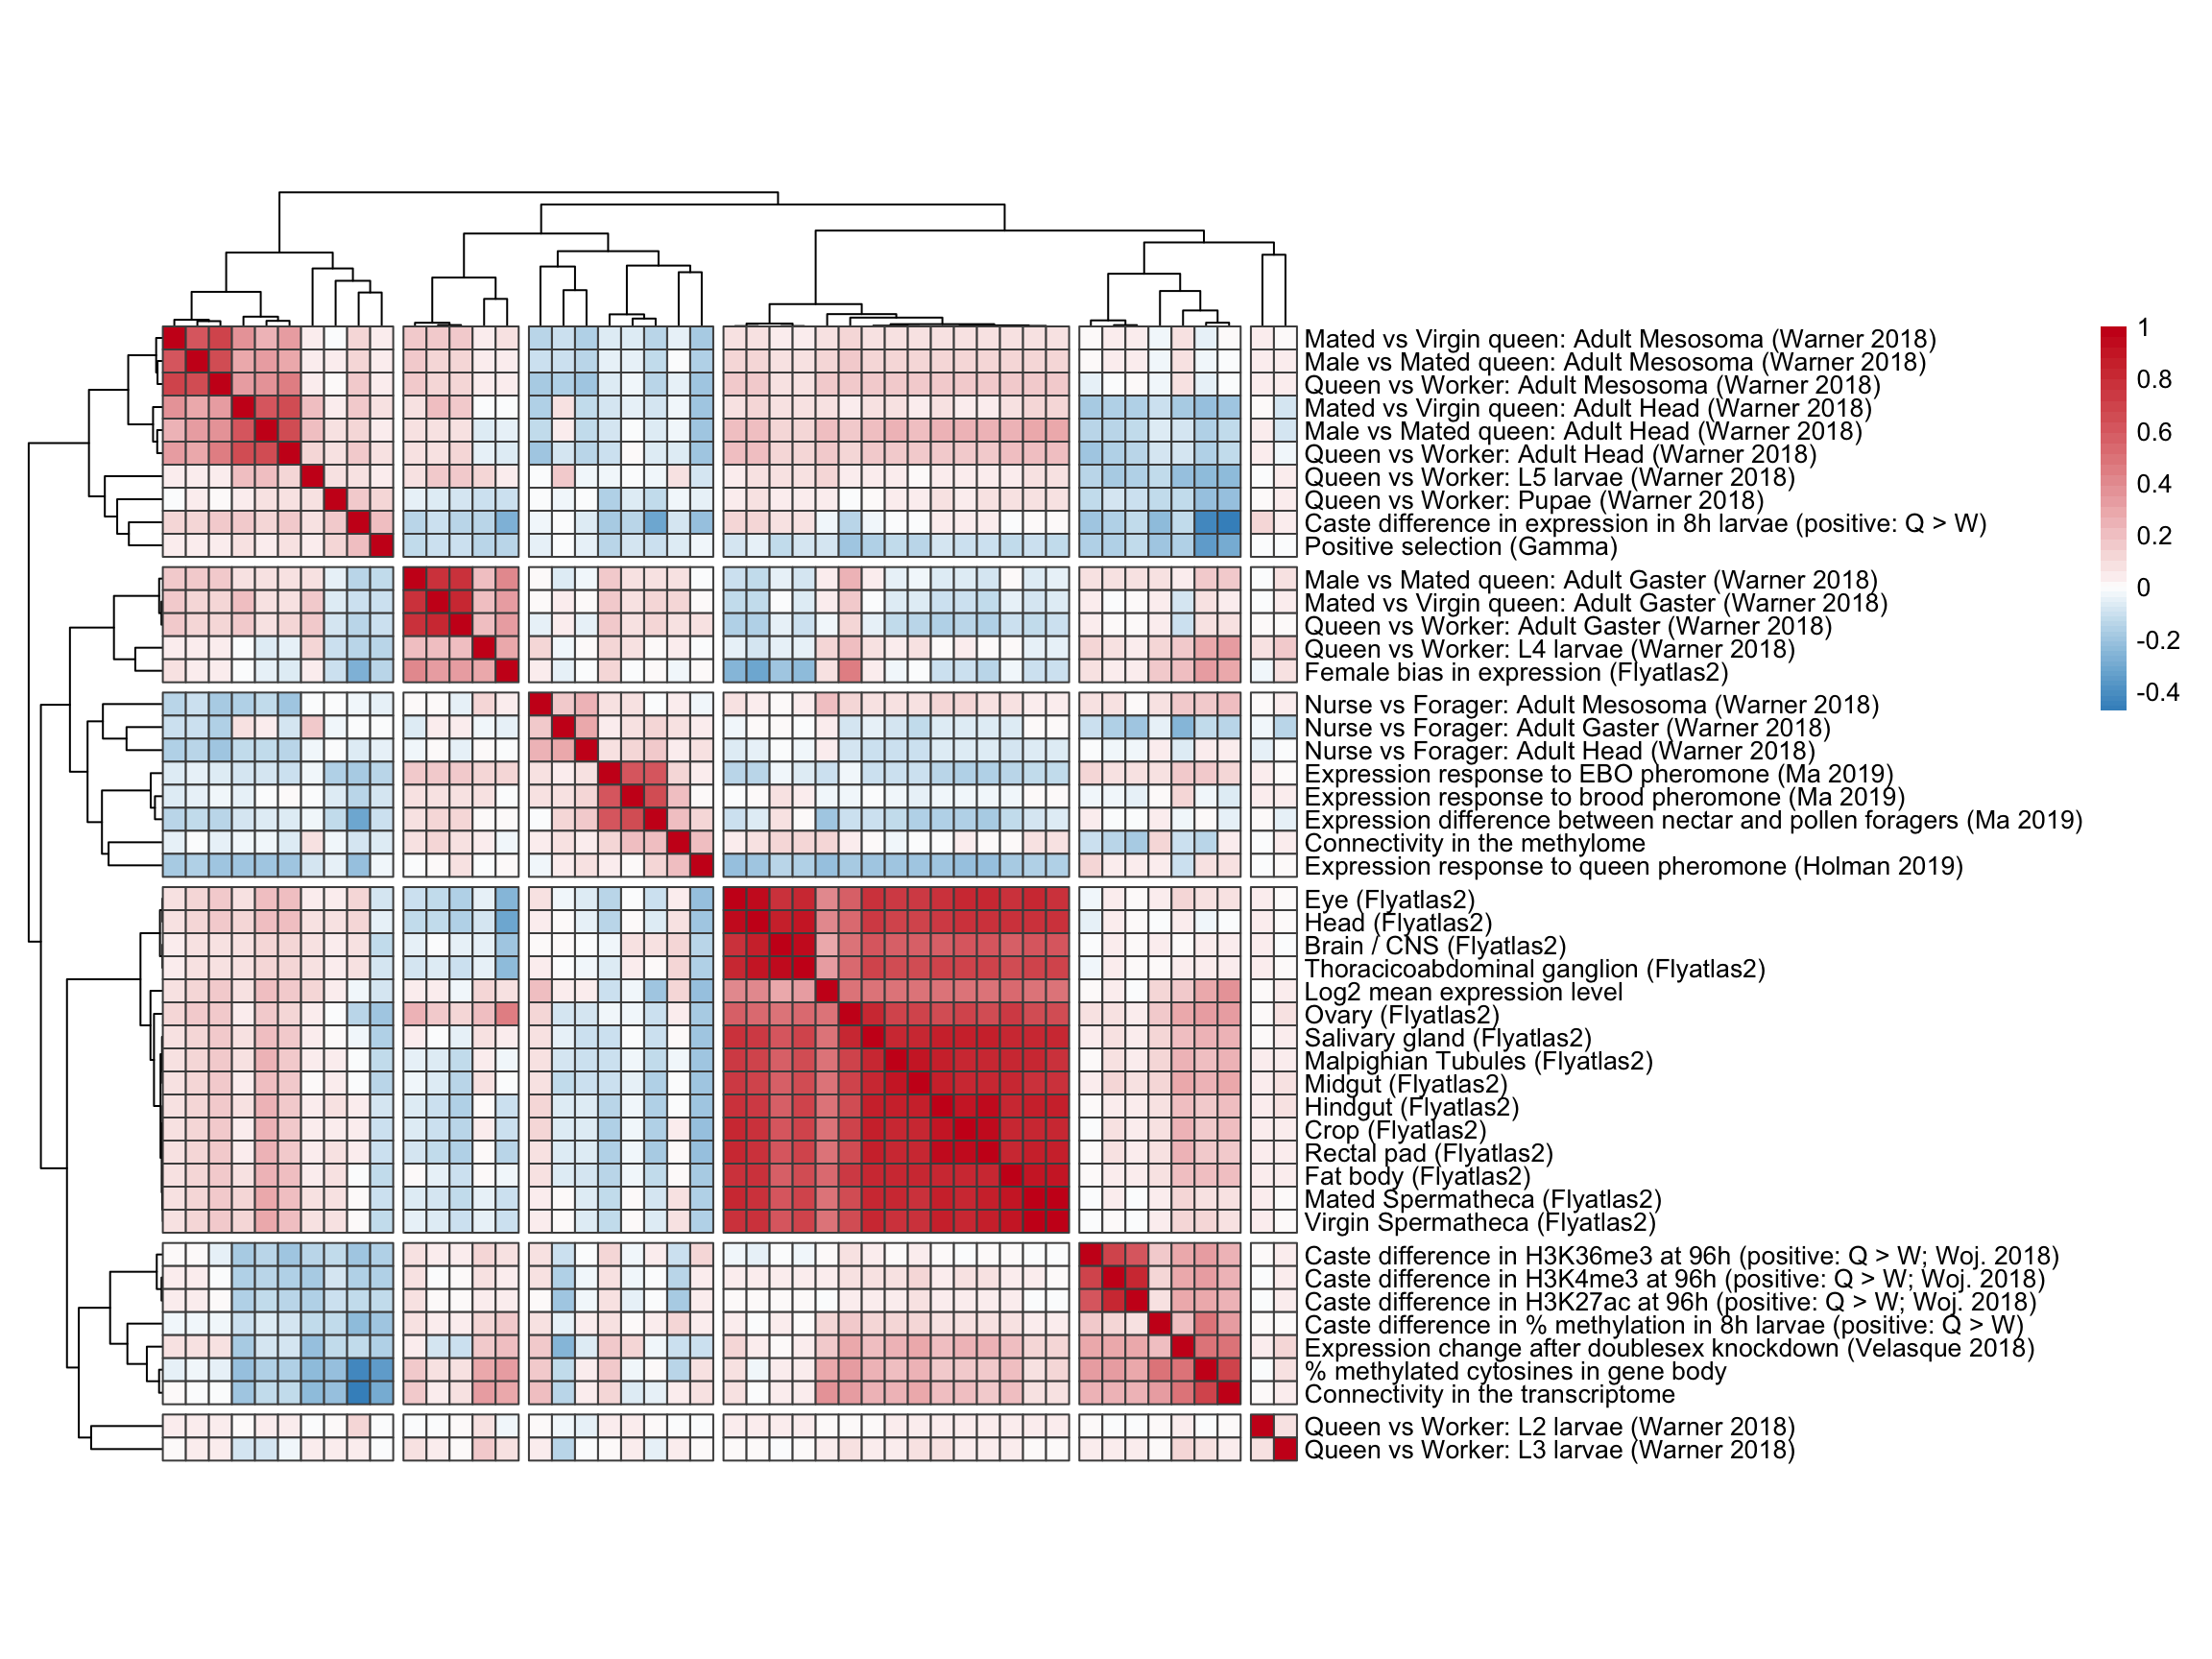 Mated vs Virgin queen: Adult Mesosoma (Warner 2018)
Male vs Mated queen: Adult Mesosoma (Warner 2018)
Queen vs Worker: Adult Mesosoma (Warner 2018)
Mated vs Virgin queen: Adult Head (Warner 2018)
Male vs Mated queen: Adult Head (Warner 2018)
Queen vs Worker: Adult Head (Warner 2018)
Queen vs Worker: L5 larvae (Warner 2018)
Queen vs Worker: Pupae (Warner 2018)
Caste difference in expression in 8h larvae (positive: Q > W)
Positive selection (Gamma)
Male vs Mated queen: Adult Gaster (Warner 2018)
Mated vs Virgin queen: Adult Gaster (Warner 2018)
Queen vs Worker: Adult Gaster (Warner 2018)
Queen vs Worker: L4 larvae (Warner 2018)
Female bias in expression (Flyatlas2)
Nurse vs Forager: Adult Mesosoma (Warner 2018)
Nurse vs Forager: Adult Gaster (Warner 2018)
Nurse vs Forager: Adult Head (Warner 2018)
Expression response to EBO pheromone (Ma 2019)
Expression response to brood pheromone (Ma 2019)
Expression difference between nectar and pollen foragers (Ma 2019)
Connectivity in the methylome
Expression response to queen pheromone (Holman 2019)
Eye (Flyatlas2)
Head (Flyatlas2)
Brain / CNS (Flyatlas2)
Thoracicoabdominal ganglion (Flyatlas2)
Log2 mean expression level
Ovary (Flyatlas2)
Salivary gland (Flyatlas2)
Malpighian Tubules (Flyatlas2)
Midgut (Flyatlas2)
Hindgut (Flyatlas2)
Crop (Flyatlas2)
Rectal pad (Flyatlas2)
Fat body (Flyatlas2)
Mated Spermatheca (Flyatlas2)
Virgin Spermatheca (Flyatlas2)
Caste difference in H3K36me3 at 96h (positive: Q > W; Woj. 2018)
Caste difference in H3K4me3 at 96h (positive: Q > W; Woj. 2018)
Caste difference in H3K27ac at 96h (positive: Q > W; Woj. 2018)
Caste difference in % methylation in 8h larvae (positive: Q > W)
Expression change after doublesex knockdown (Velasque 2018)
% methylated cytosines in gene body
Connectivity in the transcriptome
Queen vs Worker: L2 larvae (Warner 2018)
Queen vs Worker: L3 larvae (Warner 2018)
1
0.8
0.6
0.4
0.2
0
-0.2
-0.4